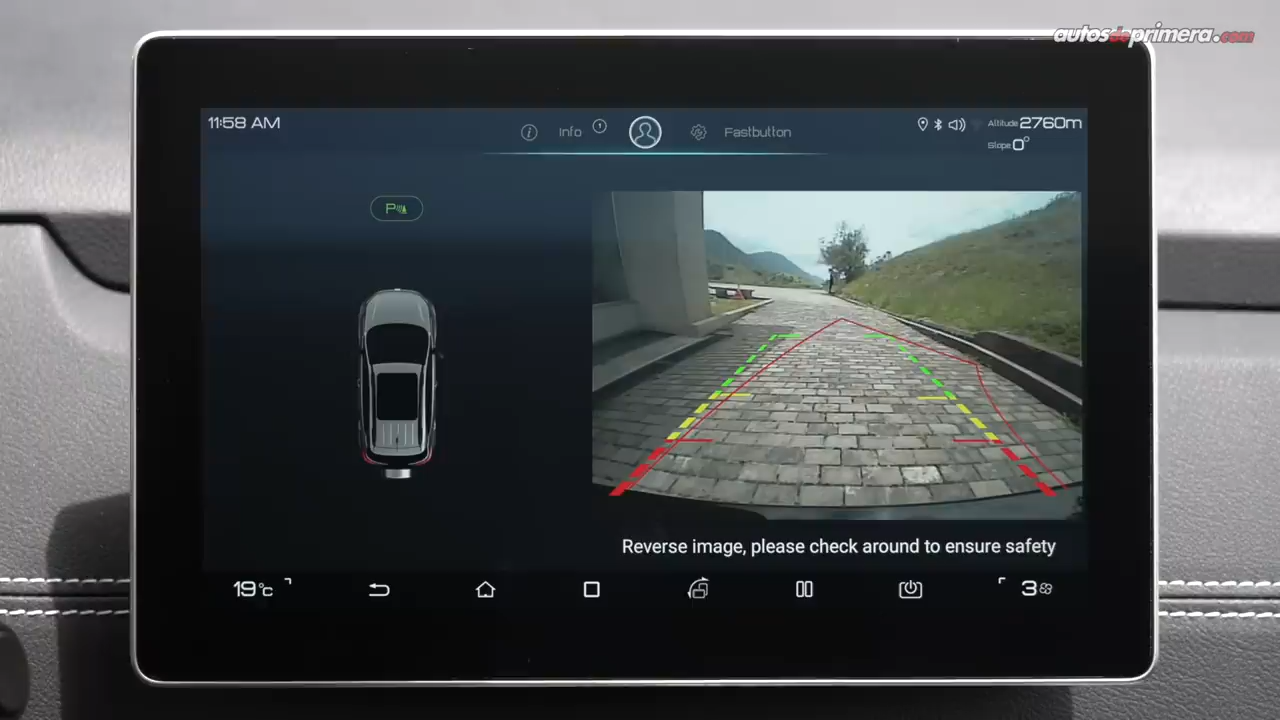 autosdeprimera.com
11:58 AM
Info
Fastbutton
Altitude 2760m
Slope 0°
P
Reverse image, please check around to ensure safety
19°C
3